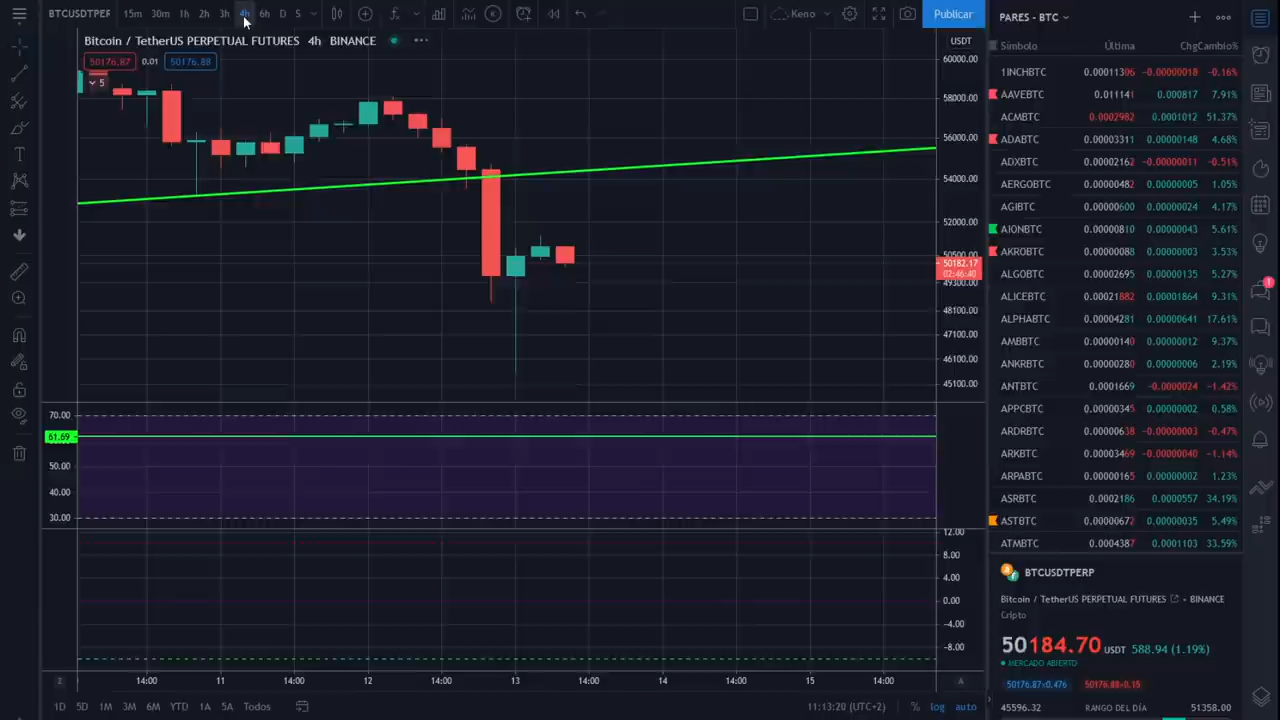 BTCUSDTPERP 15m 30m 1h 2h 3h 4h 6h D S Keno Publicar
Bitcoin / TetherUS PERPETUAL FUTURES 4h BINANCE
50176.87 0.01 50176.88
5
USDT
60000.00
58000.00
56000.00
54000.00
52000.00
50500.00
50182.17
02:46:40
49300.00
48100.00
47100.00
46100.00
45100.00
70.00
61.69
50.00
40.00
30.00
12.00
8.00
4.00
0.00
−4.00
−8.00
Z 14:00 11 14:00 12 14:00 13 14:00 14 14:00 15 14:00 A
1D 5D 1M 3M 6M YTD 1A 5A Todos 11:13:20 (UTC+2) % log auto
PARES - BTC
Símbolo Última Chg Cambio%
1INCHBTC 0.00011306 -0.00000018 -0.16%
AAVEBTC 0.011141 0.000817 7.91%
ACMBTC 0.0002982 0.0001012 51.37%
ADABTC 0.00003311 0.00000148 4.68%
ADXBTC 0.00002162 -0.00000011 -0.51%
AERGOBTC 0.00000482 0.00000005 1.05%
AGIBTC 0.00000600 0.00000024 4.17%
AIONBTC 0.00000810 0.00000043 5.61%
AKROBTC 0.00000088 0.00000003 3.53%
ALGOBTC 0.00002695 0.00000135 5.27%
ALICEBTC 0.00021882 0.00001864 9.31%
ALPHABTC 0.00004281 0.00000641 17.61%
AMBBTC 0.00000140 0.00000012 9.37%
ANKRBTC 0.00000280 0.00000006 2.19%
ANTBTC 0.0001669 -0.0000024 -1.42%
APPCBTC 0.00000345 0.00000002 0.58%
ARDRBTC 0.00000638 -0.00000003 -0.47%
ARKBTC 0.00003469 -0.00000040 -1.14%
ARPABTC 0.00000165 0.00000002 1.23%
ASRBTC 0.0002186 0.0000557 34.19%
ASTBTC 0.00000672 0.00000035 5.49%
ATMBTC 0.0004387 0.0001103 33.59%
BTCUSDTPERP
Bitcoin / TetherUS PERPETUAL FUTURES • BINANCE
Cripto
50184.70 USDT 588.94 (1.19%)
MERCADO ABIERTO
50176.87×0.476 50176.88×0.15
45596.32 RANGO DEL DÍA 51358.00
1